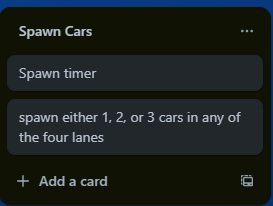 Spawn Cars
Spawn timer
spawn either 1, 2, or 3 cars in any of
the four lanes
Add a card